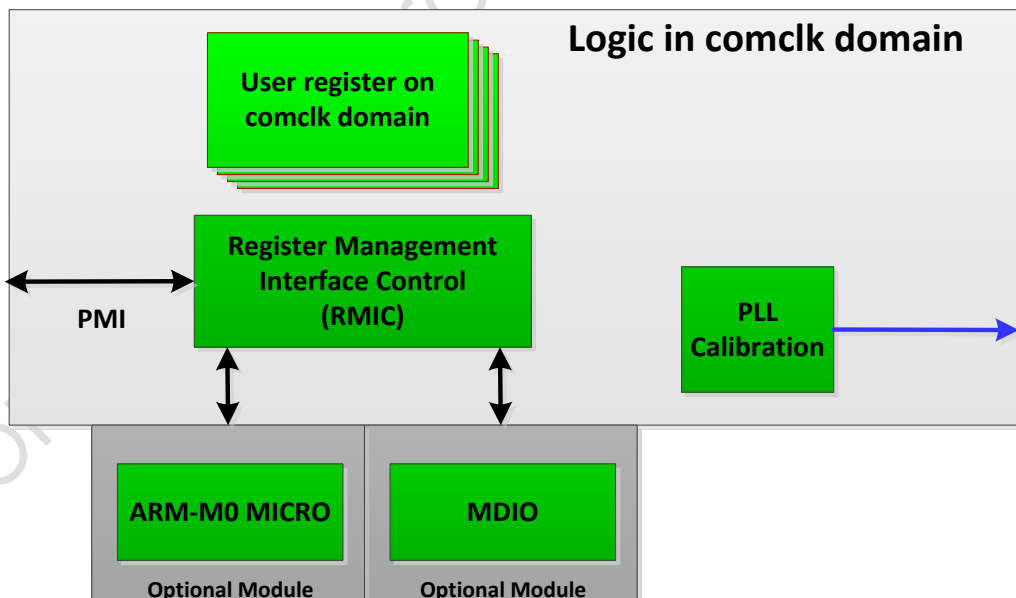 Logic in comclk domain
User register on
comclk domain
Register Management
Interface Control
(RMIC)
PMI
PLL
Calibration
ARM-M0 MICRO
MDIO
Optional Module
Optional Module